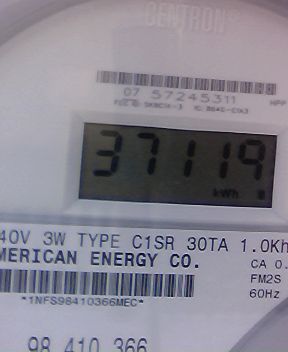 CENTRON
07 57245311
HPP
37119
kWh
40V 3W TYPE C1SR 30TA 1.0Kh
MERICAN ENERGY CO.
CA 0.
FM2S
60Hz
*1NFS98410366MEC*
98 410 366